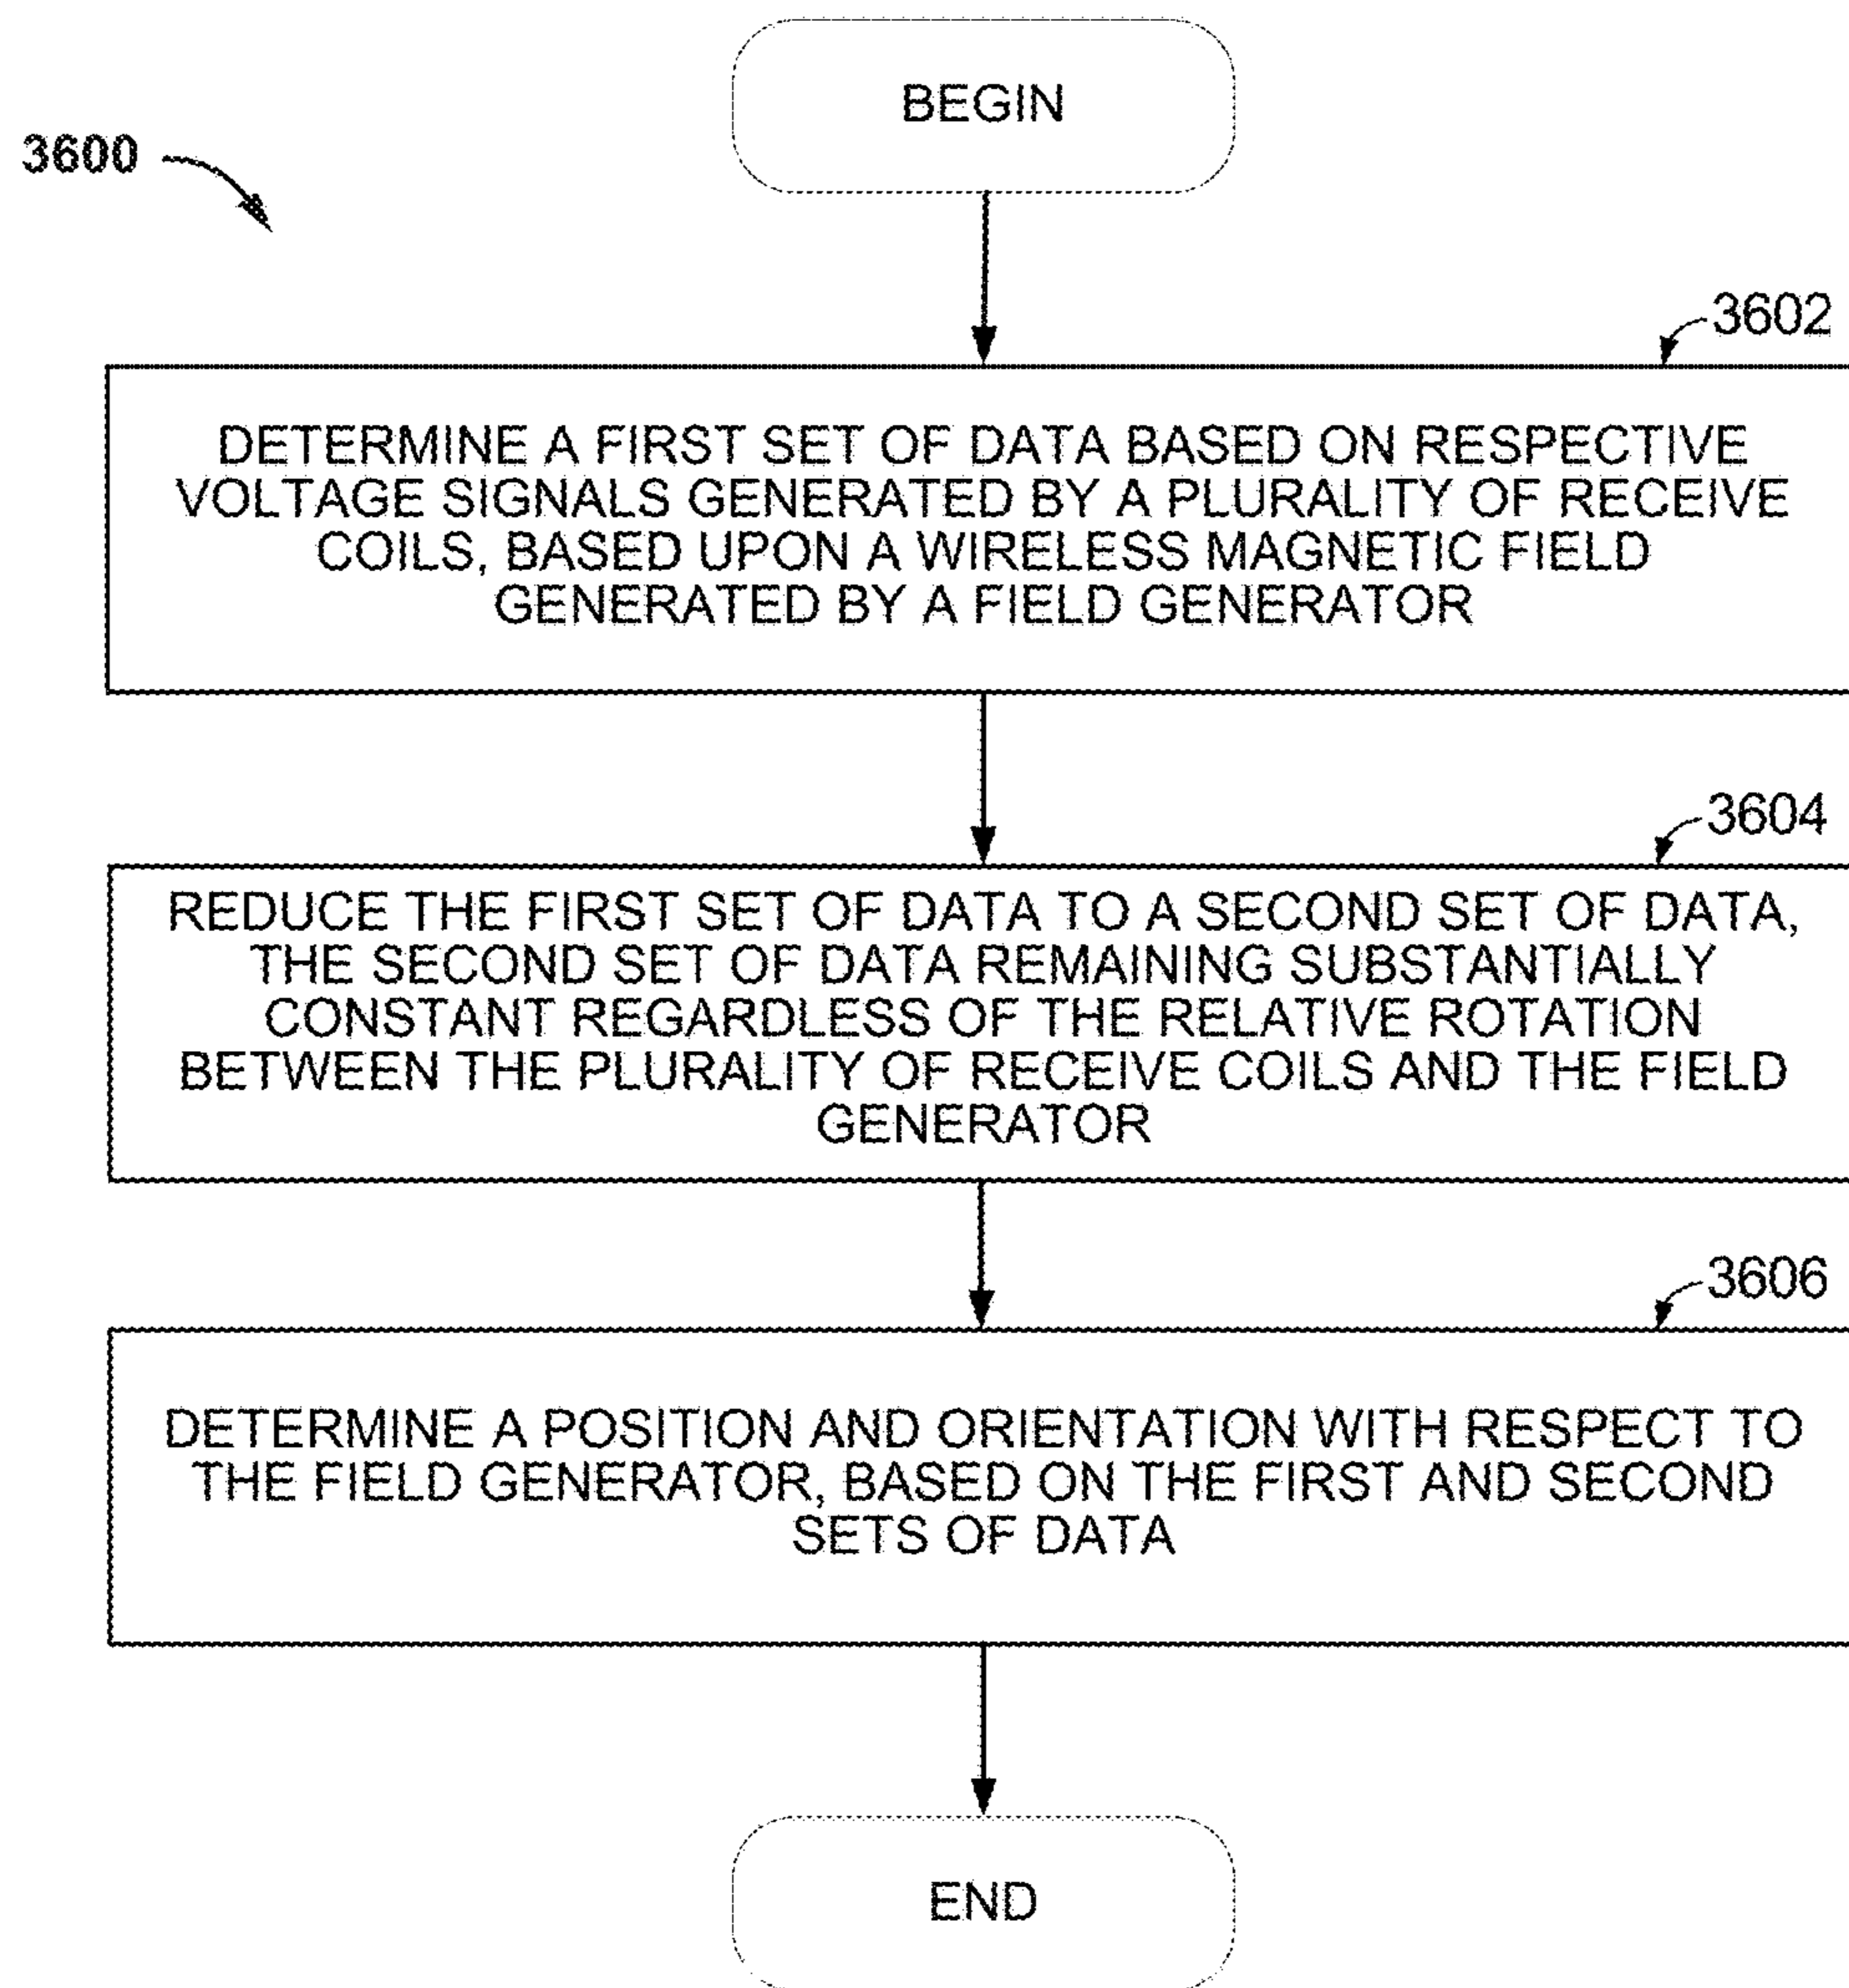 BEGIN
3600
3602
DETERMINE A FIRST SET OF DATA BASED ON RESPECTIVE
VOLTAGE SIGNALS GENERATED BY A PLURALITY OF RECEIVE
COILS, BASED UPON A WIRELESS MAGNETIC FIELD
GENERATED BY A FIELD GENERATOR
3604
REDUCE THE FIRST SET OF DATA TO A SECOND SET OF DATA,
THE SECOND SET OF DATA REMAINING SUBSTANTIALLY
CONSTANT REGARDLESS OF THE RELATIVE ROTATION
BETWEEN THE PLURALITY OF RECEIVE COILS AND THE FIELD
GENERATOR
3606
DETERMINE A POSITION AND ORIENTATION WITH RESPECT TO
THE FIELD GENERATOR, BASED ON THE FIRST AND SECOND
SETS OF DATA
END